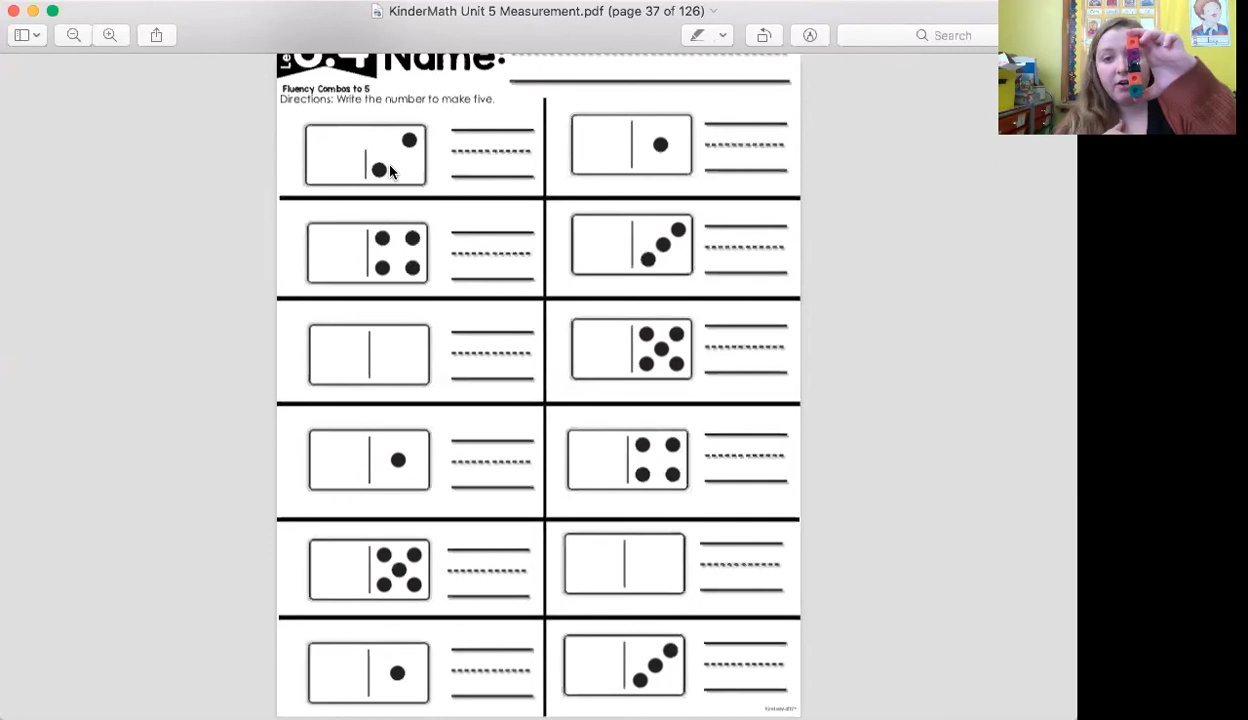 KinderMath Unit 5 Measurement.pdf (page 37 of 126)
Search
Name:
Fluency Combos to 5
Directions: Write the number to make five.